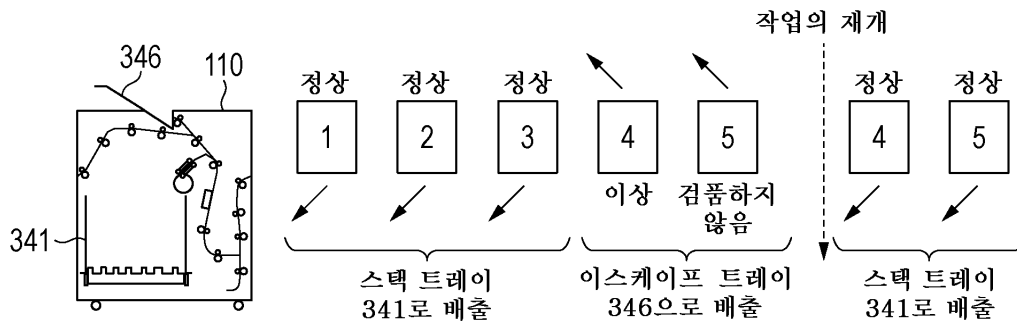 작업의 재개
346
110
341
정상
정상
정상
정상
정상
1
2
3
4
5
4
5
이상
검품하지
않음
스택 트레이
341로 배출
이스케이프 트레이
346으로 배출
스택 트레이
341로 배출